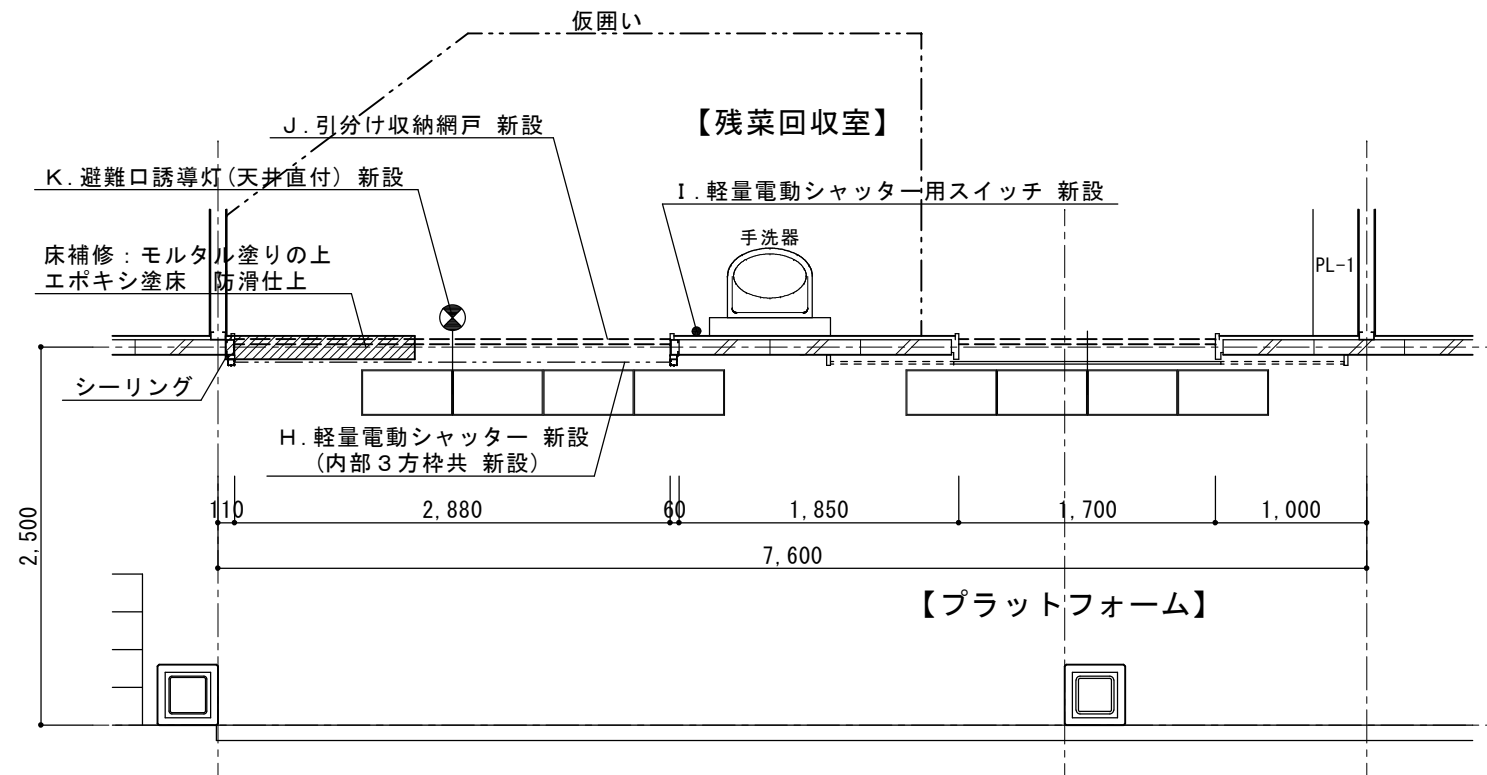 仮囲い
J.引分け収納網戸 新設
【残菜回収室】
K.避難口誘導灯(天井直付) 新設
I.軽量電動シャッター用スイッチ 新設
手洗器
床補修：モルタル塗りの上
エポキシ塗床 防滑仕上
PL-1
シーリング
H.軽量電動シャッター 新設
(内部３方枠共 新設)
110
2,880
60
1,850
1,700
1,000
2,500
7,600
【プラットフォーム】